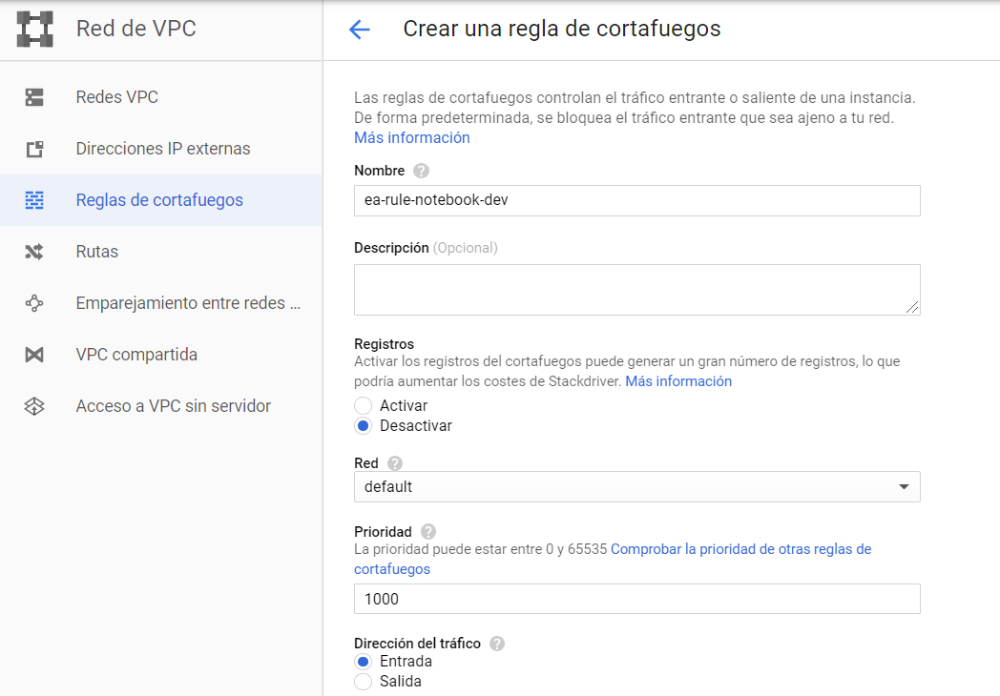 Red de VPC
Redes VPC
Direcciones IP externas
Reglas de cortafuegos
Rutas
Emparejamiento entre redes ...
VPC compartida
Acceso a VPC sin servidor
Crear una regla de cortafuegos
Las reglas de cortafuegos controlan el tráfico entrante o saliente de una instancia.
De forma predeterminada, se bloquea el tráfico entrante que sea ajeno a tu red.
Más información
Nombre ?
ea-rule-notebook-dev
Descripción (Opcional)
Registros
Activar los registros del cortafuegos puede generar un gran número de registros, lo que
podría aumentar los costes de Stackdriver. Más información
Activar
Desactivar
Red ?
default
Prioridad ?
La prioridad puede estar entre 0 y 65535 Comprobar la prioridad de otras reglas de
cortafuegos
1000
Dirección del tráfico ?
Entrada
Salida